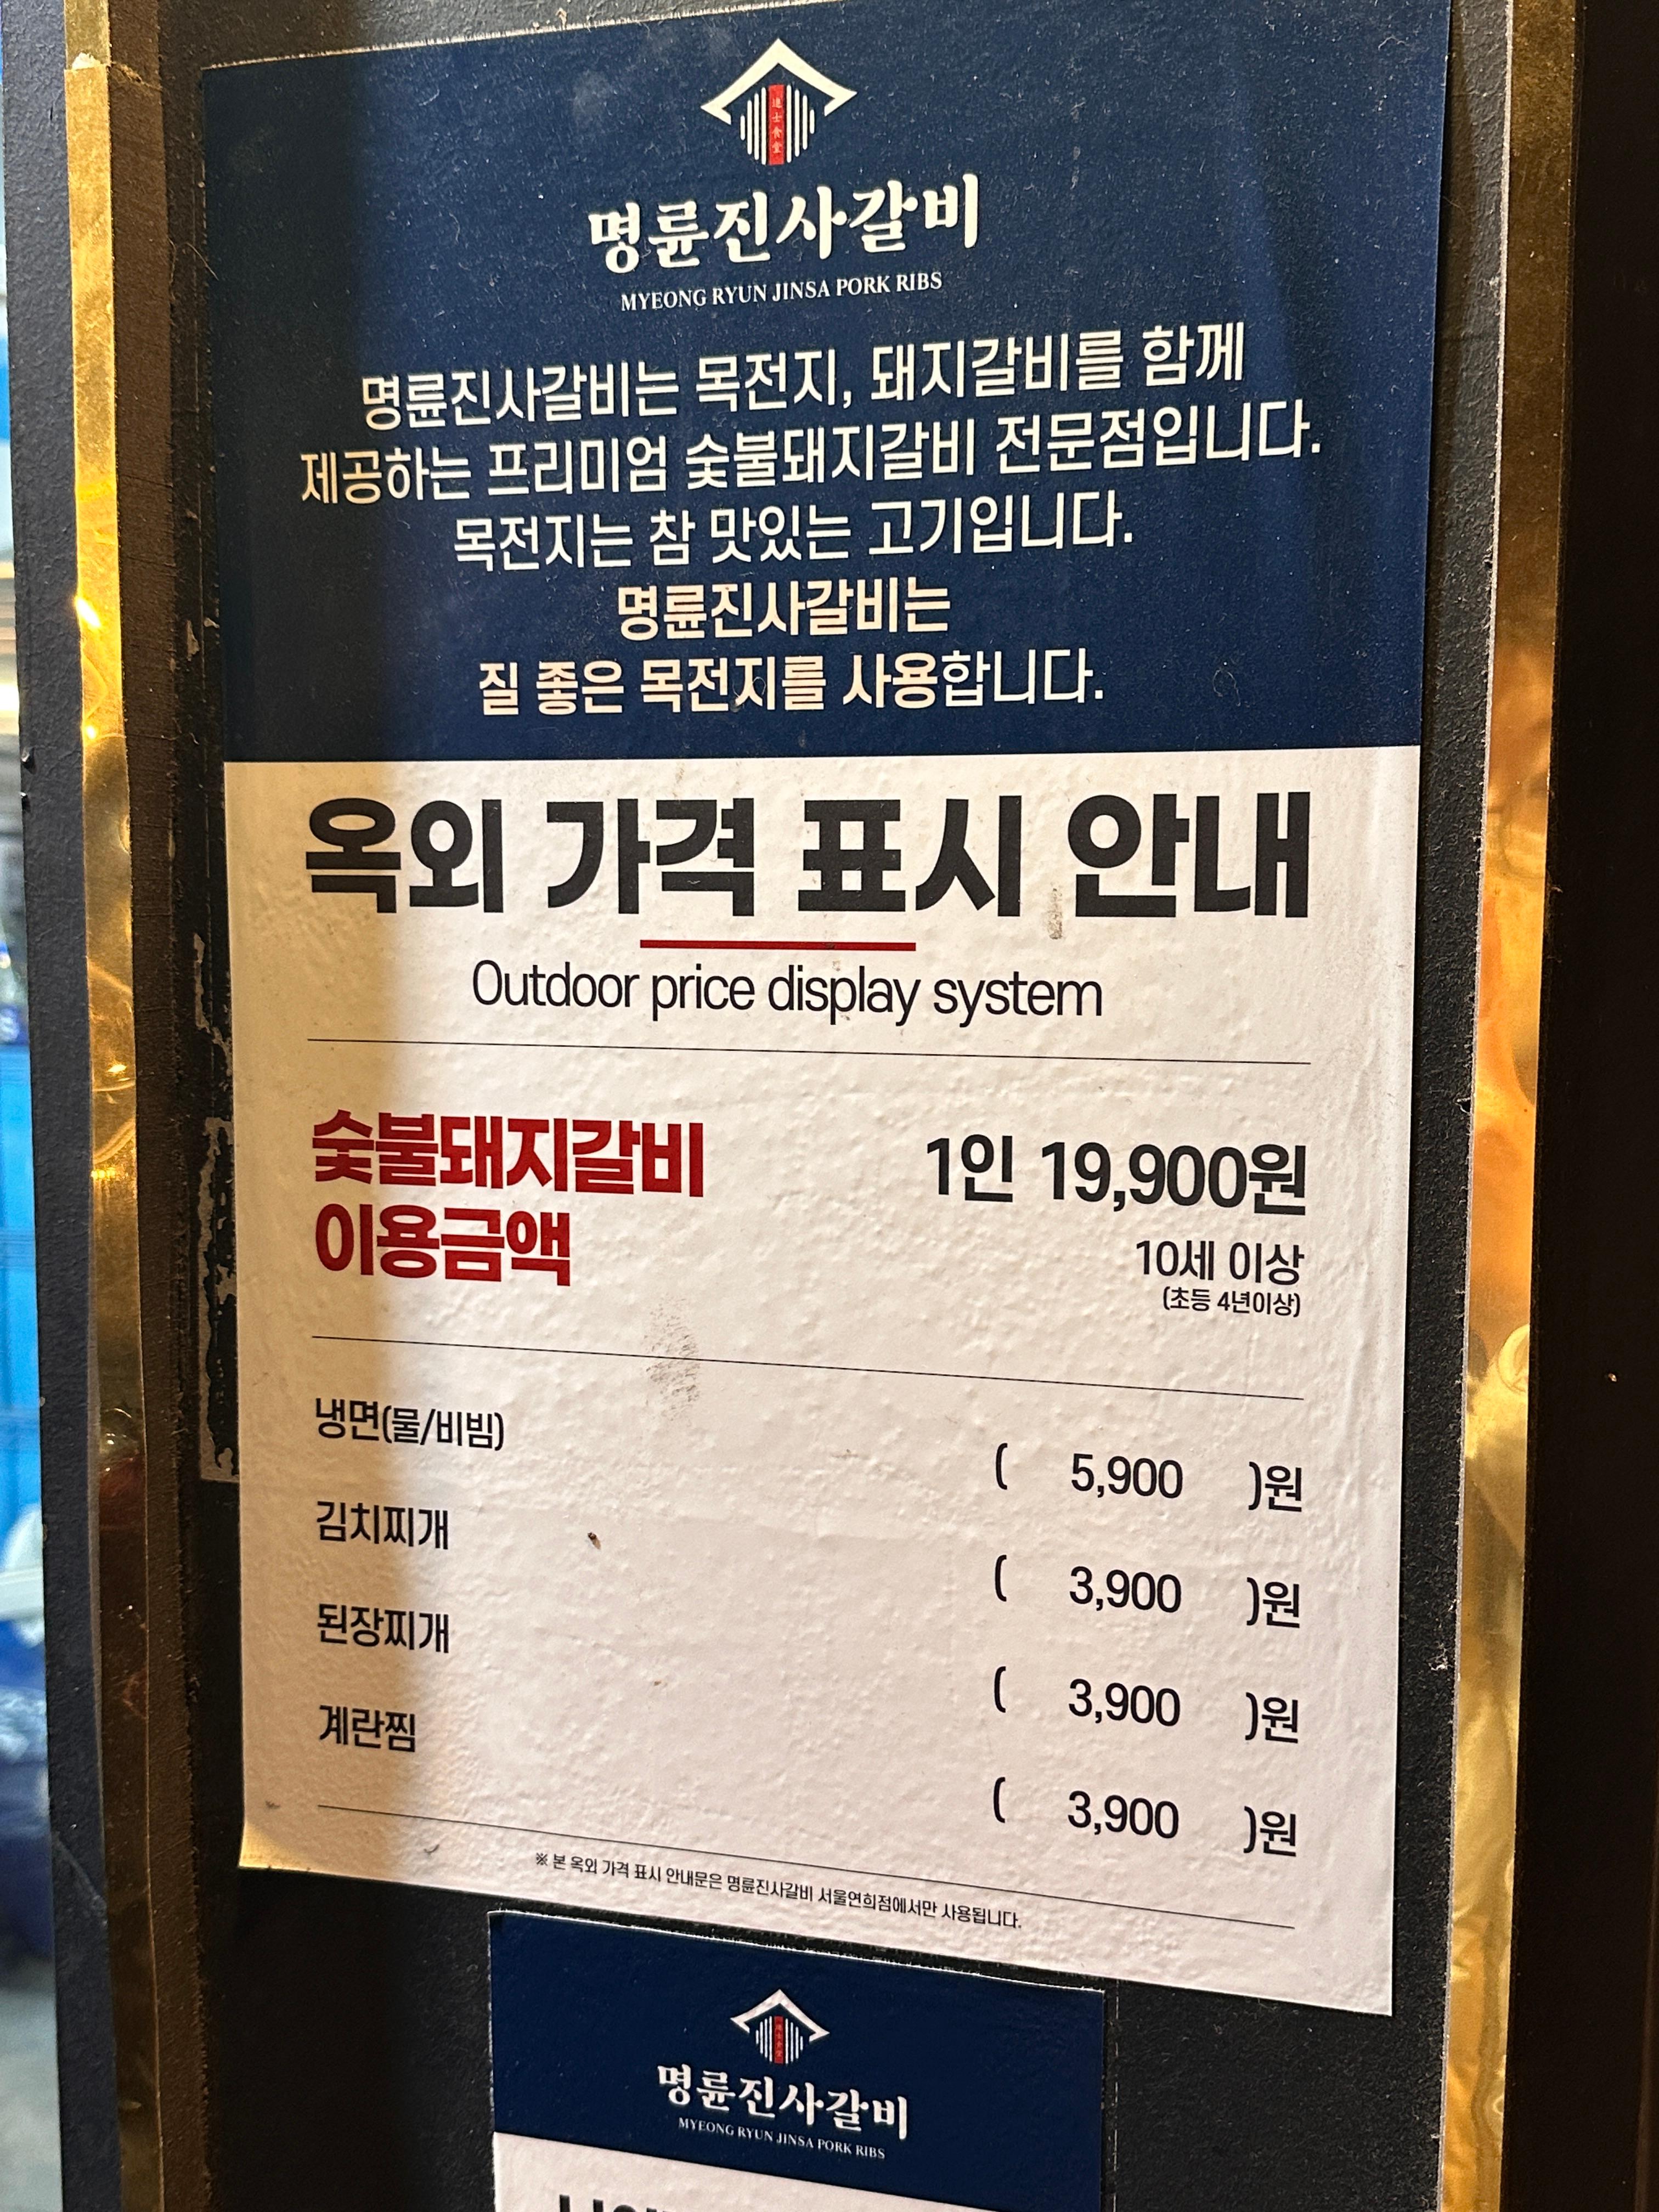 進士食堂
명륜진사갈비
MYEONG RYUN JINSA PORK RIBS
명륜진사갈비는 목전지, 돼지갈비를 함께
제공하는 프리미엄 숯불돼지갈비 전문점입니다.
목전지는 참 맛있는 고기입니다.
명륜진사갈비는
질 좋은 목전지를 사용합니다.
옥외 가격 표시 안내
Outdoor price display system
숯불돼지갈비 1인 19,900원
이용금액 10세 이상
(초등 4년이상)
냉면(물/비빔) ( 5,900 )원
김치찌개 ( 3,900 )원
된장찌개 ( 3,900 )원
계란찜 ( 3,900 )원
※ 본 옥외 가격 표시 안내문은 명륜진사갈비 서울연희점에서만 사용됩니다.
進士食堂
명륜진사갈비
MYEONG RYUN JINSA PORK RIBS